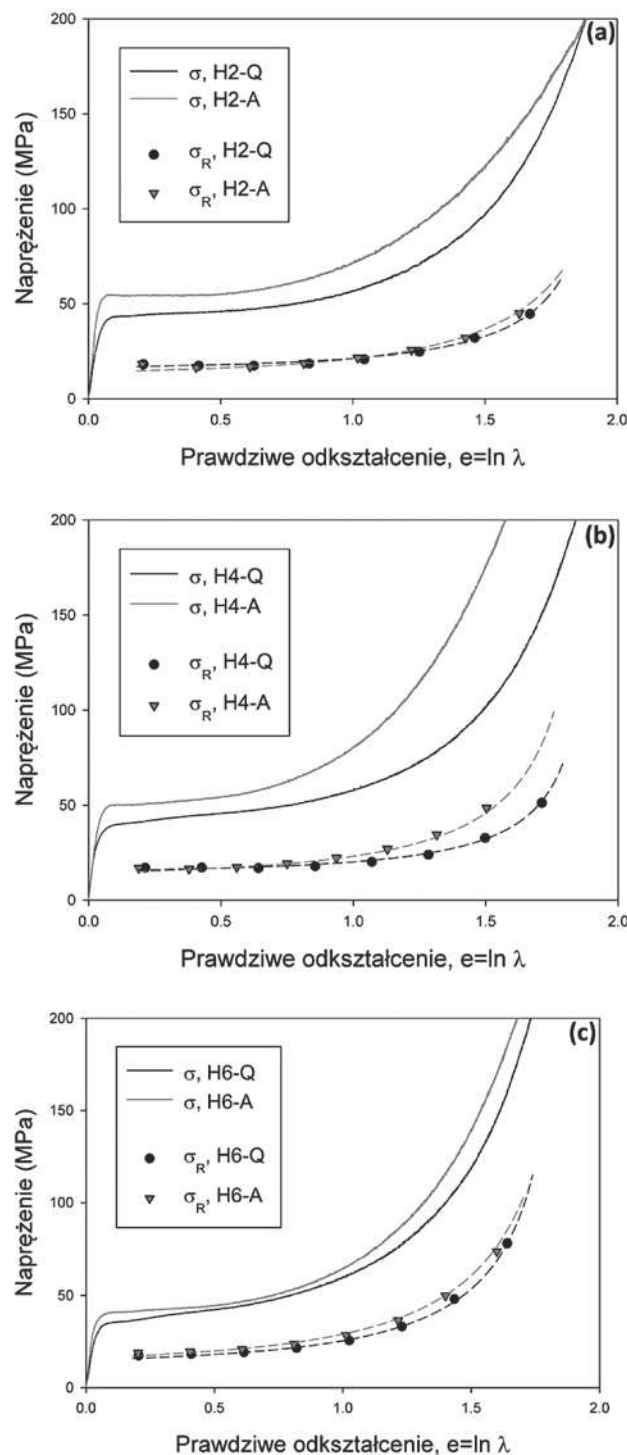 (a)
200
150
100
50
0
Naprężenie (MPa)
σ, H2-Q
σ, H2-A
σ_R, H2-Q
σ_R, H2-A
0.0 0.5 1.0 1.5 2.0
Prawdziwe odkształcenie, e=ln λ
(b)
200
150
100
50
0
Naprężenie (MPa)
σ, H4-Q
σ, H4-A
σ_R, H4-Q
σ_R, H4-A
0.0 0.5 1.0 1.5 2.0
Prawdziwe odkształcenie, e=ln λ
(c)
200
150
100
50
0
Naprężenie (MPa)
σ, H6-Q
σ, H6-A
σ_R, H6-Q
σ_R, H6-A
0.0 0.5 1.0 1.5 2.0
Prawdziwe odkształcenie, e=ln λ